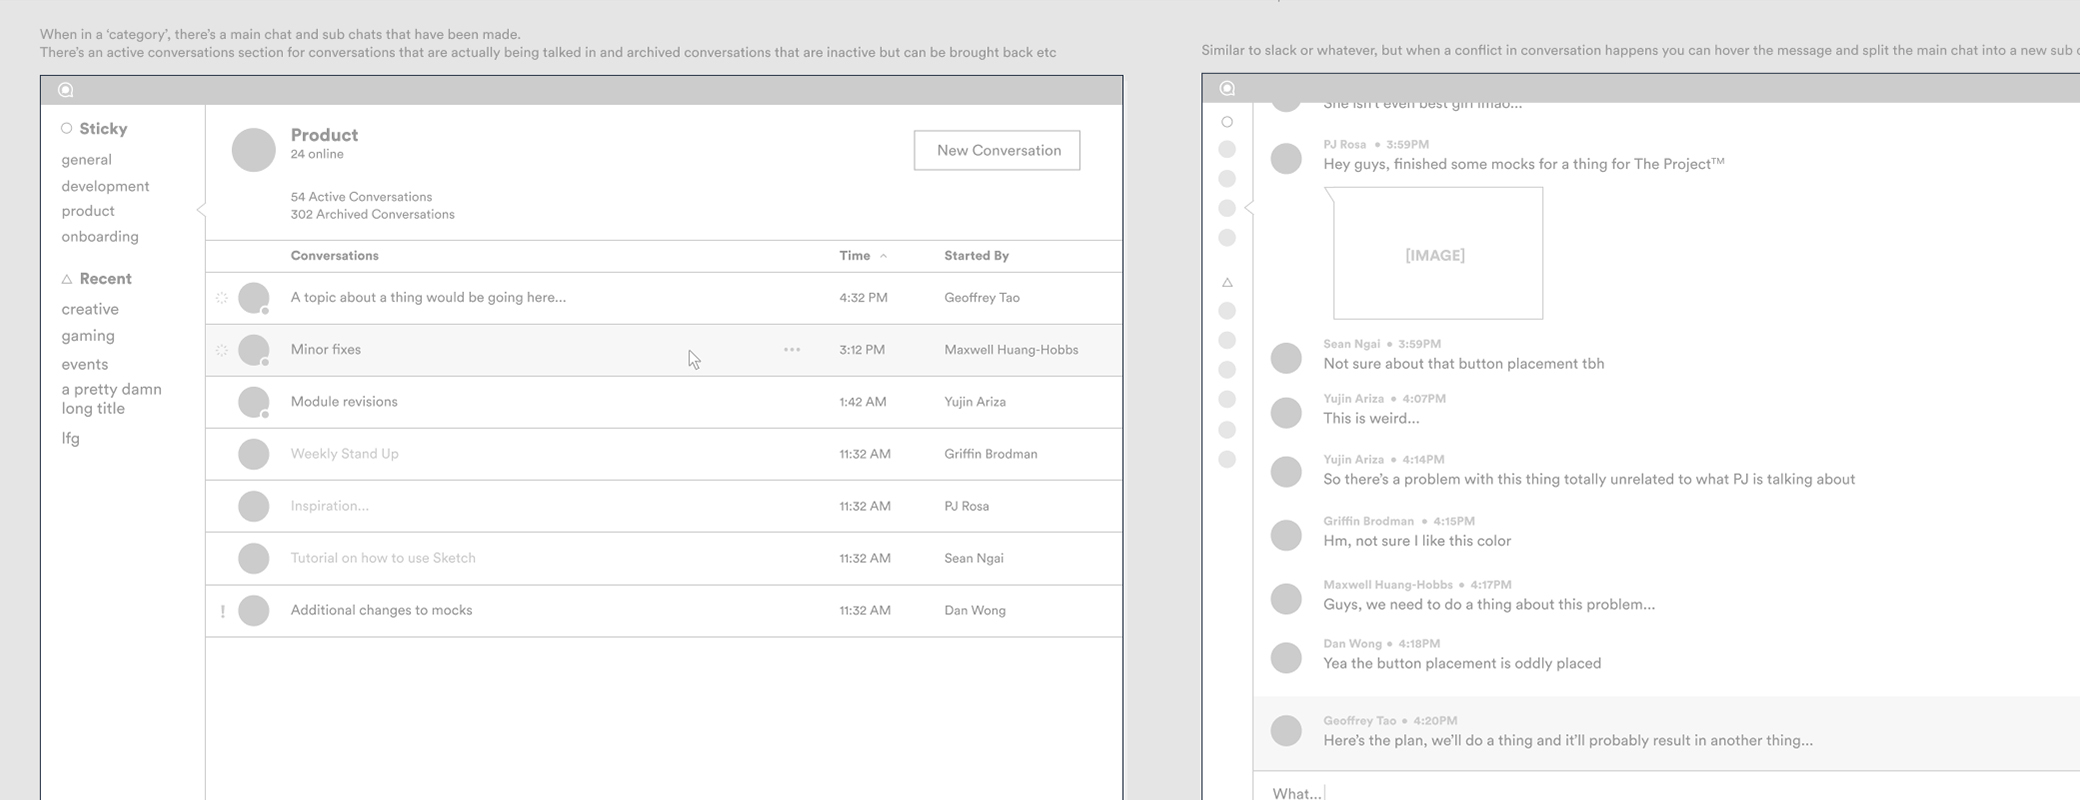 When in a ‘category’, there’s a main chat and sub chats that have been made.
There’s an active conversations section for conversations that are actually being talked in and archived conversations that are inactive but can be brought back etc
Sticky
general
development
product
onboarding
Recent
creative
gaming
events
a pretty damn
long title
lfg
Product
24 online
New Conversation
54 Active Conversations
302 Archived Conversations
Conversations Time Started By
A topic about a thing would be going here... 4:32 PM Geoffrey Tao
Minor fixes ••• 3:12 PM Maxwell Huang-Hobbs
Module revisions 1:42 AM Yujin Ariza
Weekly Stand Up 11:32 AM Griffin Brodman
Inspiration... 11:32 AM PJ Rosa
Tutorial on how to use Sketch 11:32 AM Sean Ngai
! Additional changes to mocks 11:32 AM Dan Wong
Similar to slack or whatever, but when a conflict in conversation happens you can hover the message and split the main chat into a new sub
She isn’t even best girl lmao...
PJ Rosa • 3:59PM
Hey guys, finished some mocks for a thing for The Project™
[IMAGE]
Sean Ngai • 3:59PM
Not sure about that button placement tbh
Yujin Ariza • 4:07PM
This is weird...
Yujin Ariza • 4:14PM
So there’s a problem with this thing totally unrelated to what PJ is talking about
Griffin Brodman • 4:15PM
Hm, not sure I like this color
Maxwell Huang-Hobbs • 4:17PM
Guys, we need to do a thing about this problem...
Dan Wong • 4:18PM
Yea the button placement is oddly placed
Geoffrey Tao • 4:20PM
Here’s the plan, we’ll do a thing and it’ll probably result in another thing...
What...